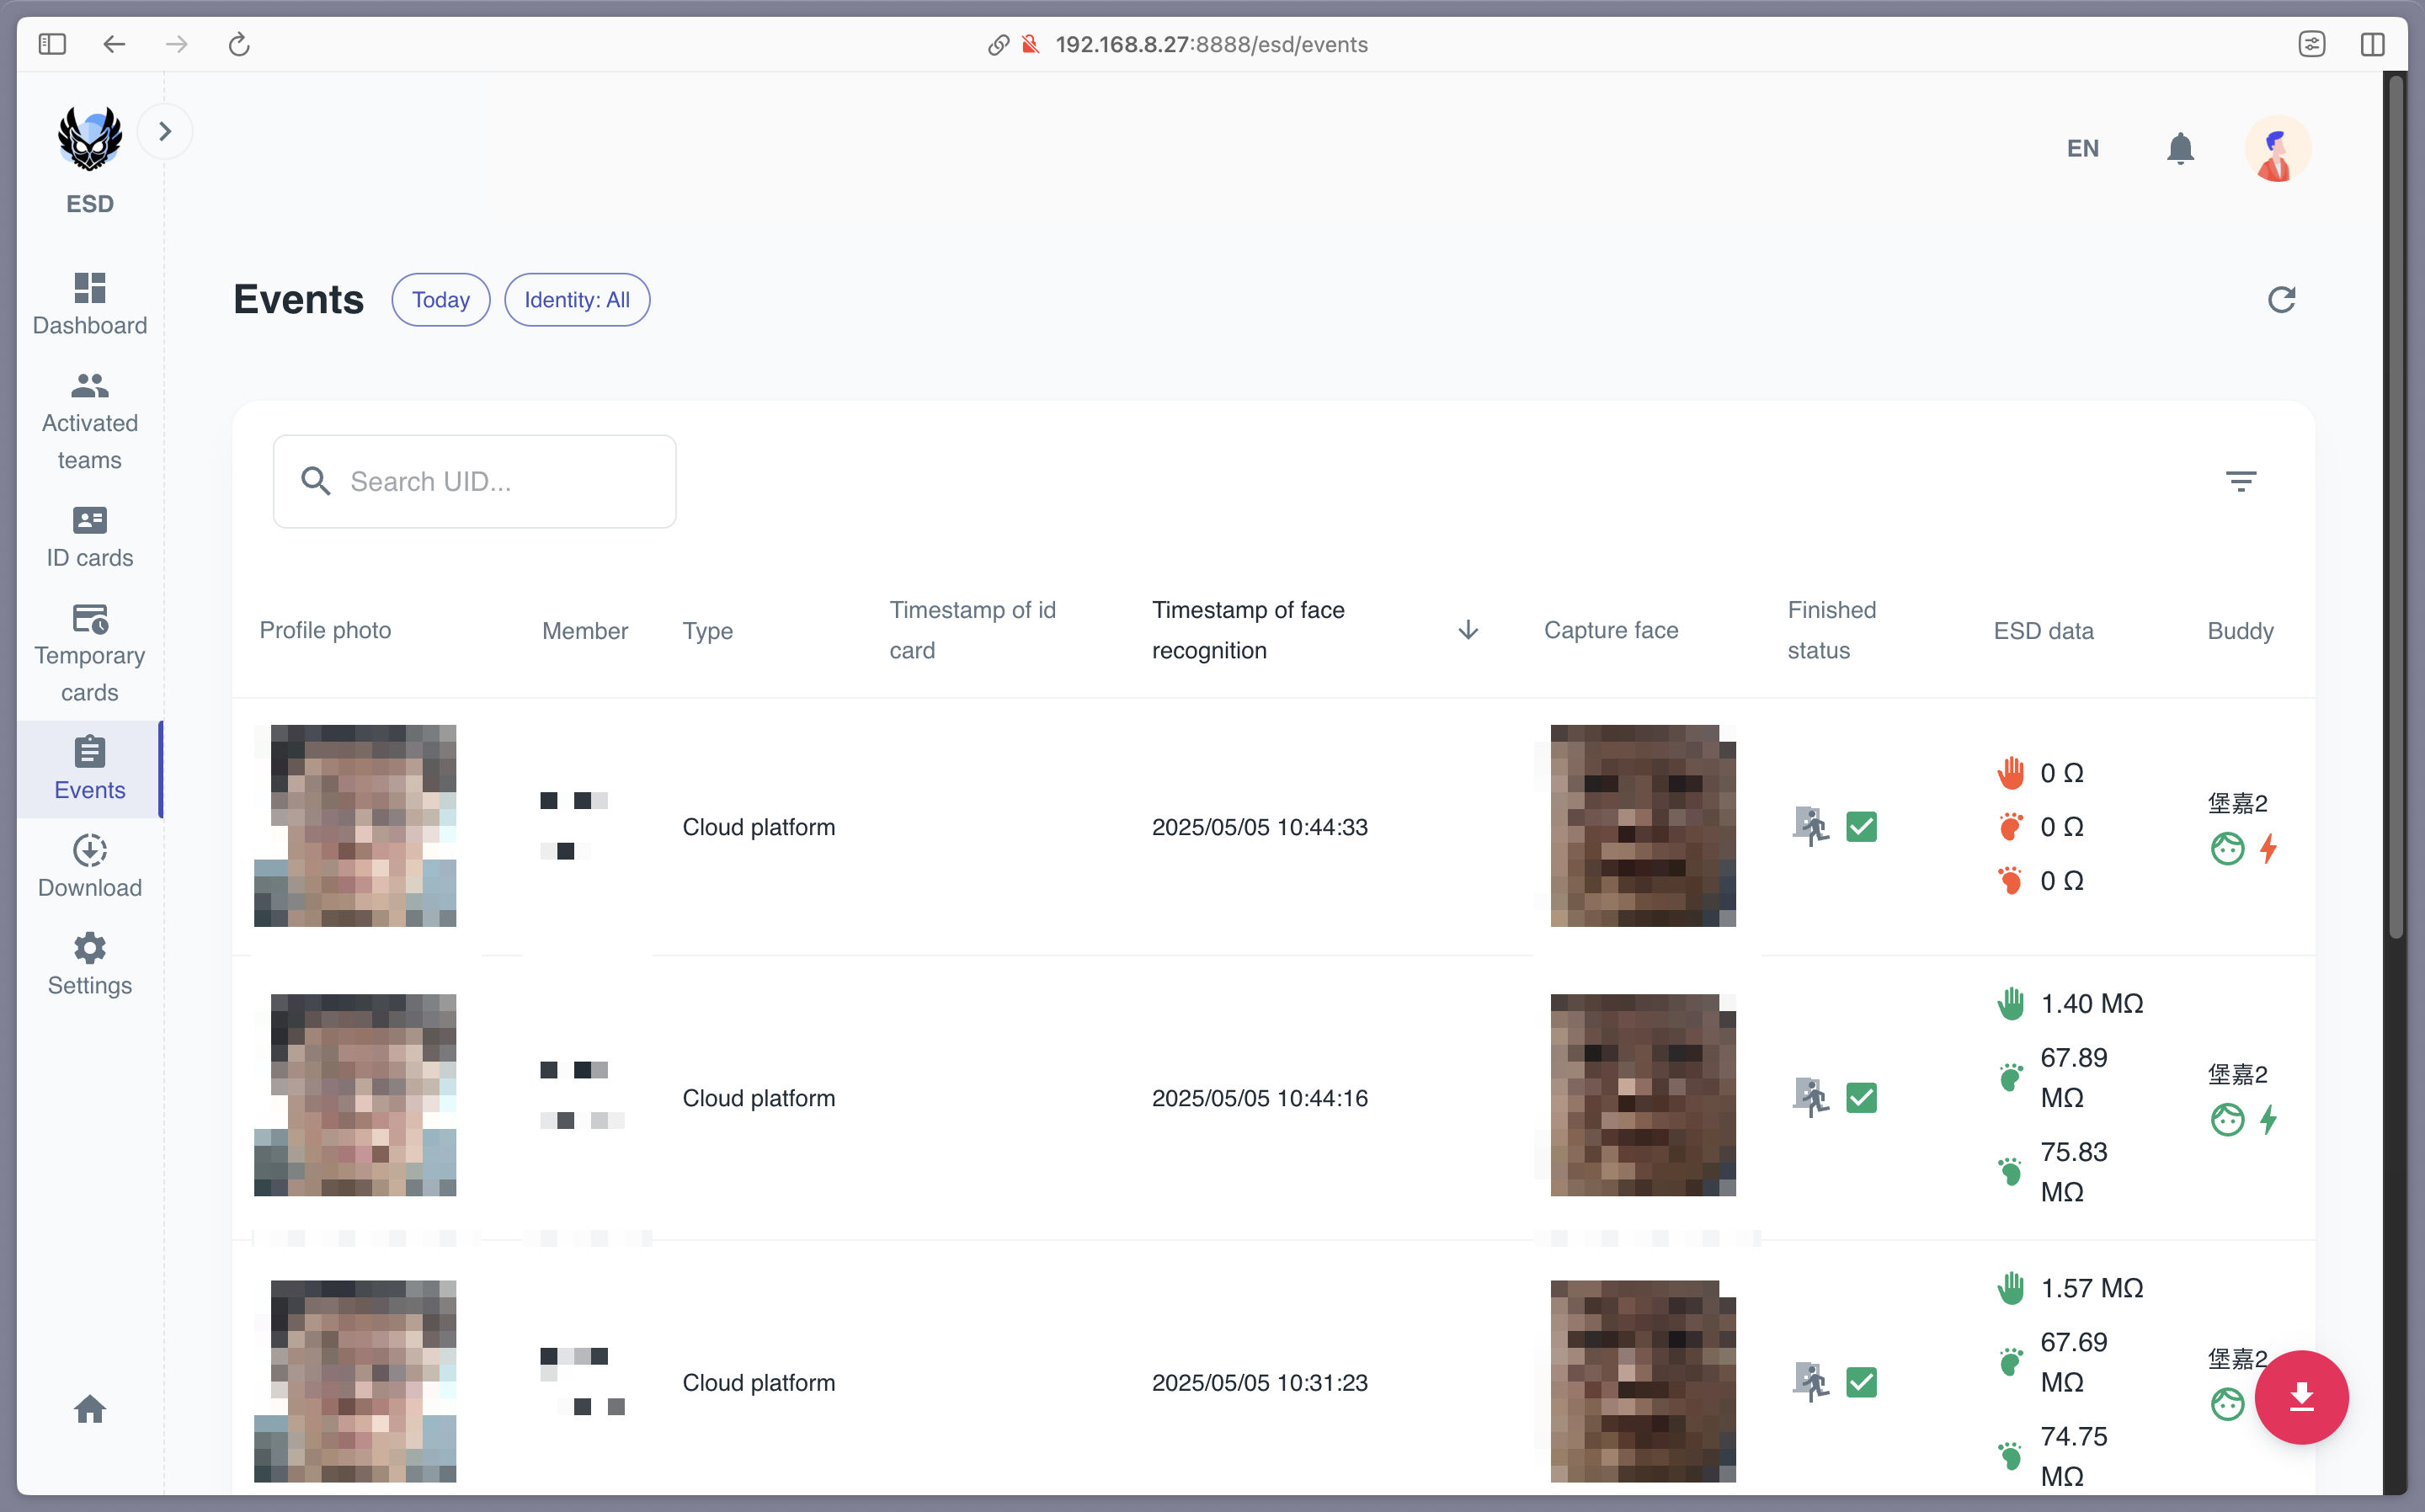 192.168.8.27:8888/esd/events
ESD
EN
Dashboard
Activated
teams
ID cards
Temporary
cards
Events
Download
Settings
Events
Today
Identity: All
Search UID...
Profile photo
Member
Type
Timestamp of id
card
Timestamp of face
recognition
Capture face
Finished
status
ESD data
Buddy
Cloud platform
2025/05/05 10:44:33
0 Ω
0 Ω
0 Ω
堡嘉2
Cloud platform
2025/05/05 10:44:16
1.40 MΩ
67.89
MΩ
75.83
MΩ
堡嘉2
Cloud platform
2025/05/05 10:31:23
1.57 MΩ
67.69
MΩ
74.75
MΩ
堡嘉2